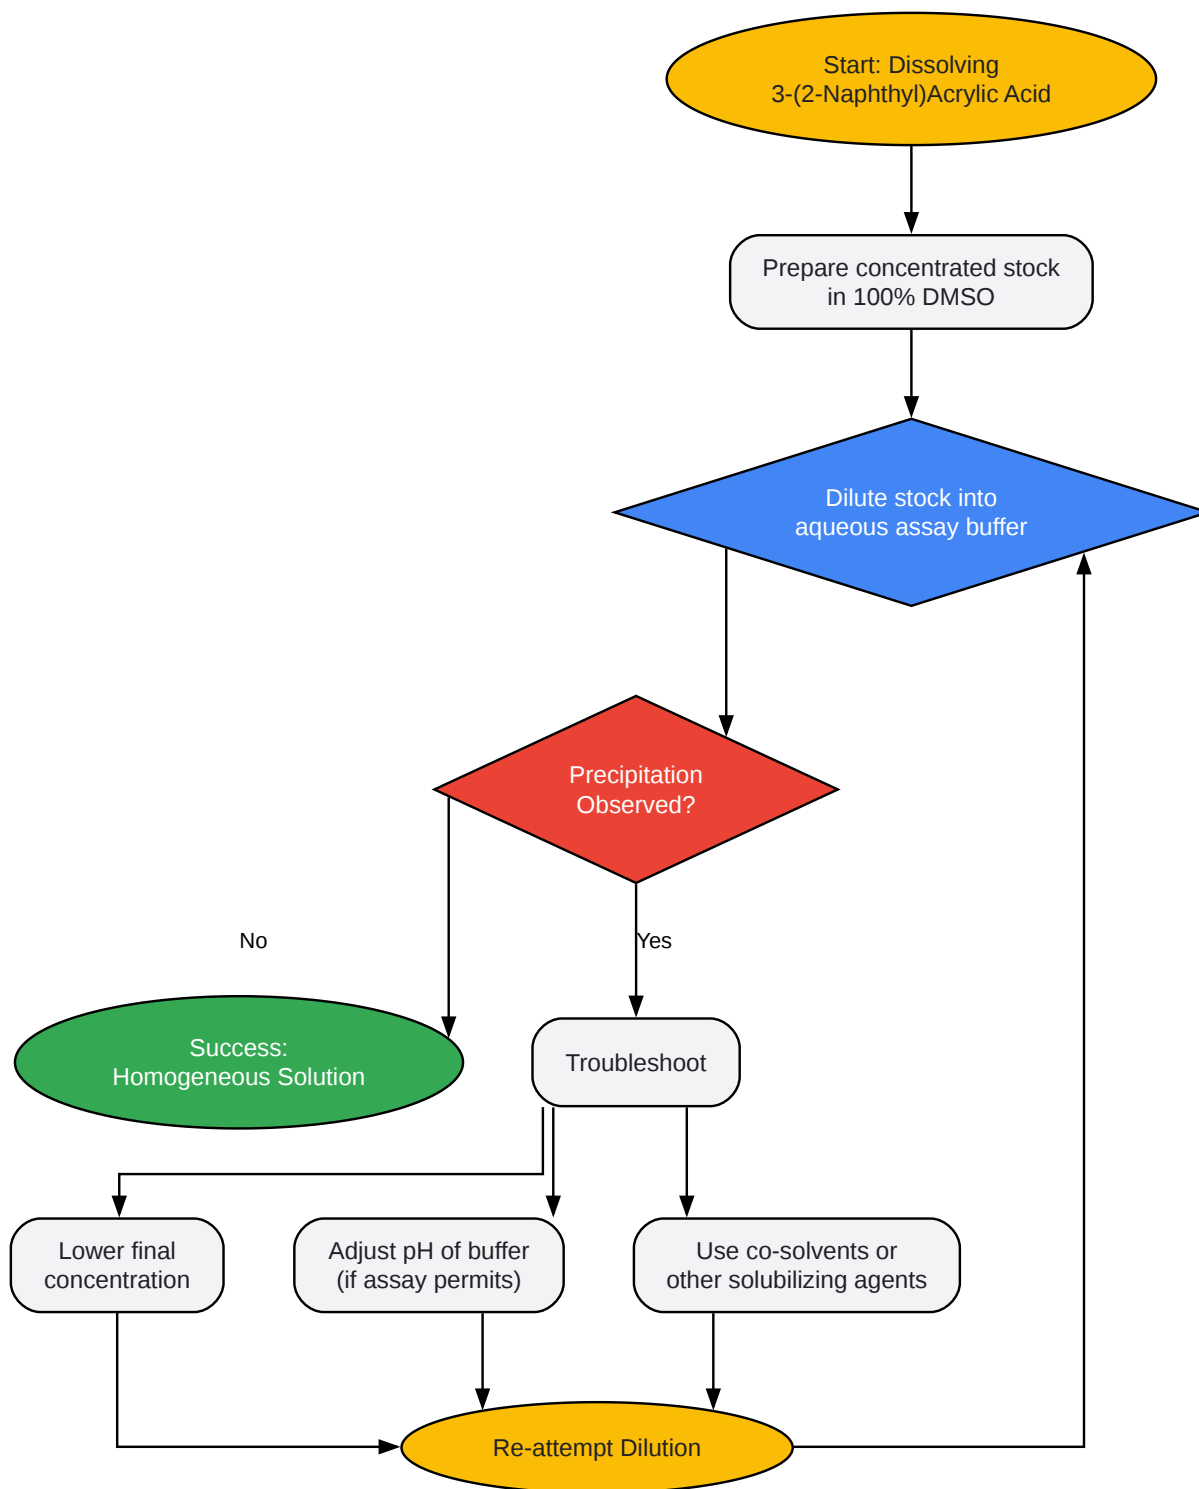 Start: Dissolving
3-(2-Naphthyl)Acrylic Acid
Prepare concentrated stock
in 100% DMSO
Dilute stock into
aqueous assay buffer
Precipitation
Observed?
No
Yes
Success:
Homogeneous Solution
Troubleshoot
Lower final
concentration
Adjust pH of buffer
(if assay permits)
Use co-solvents or
other solubilizing agents
Re-attempt Dilution